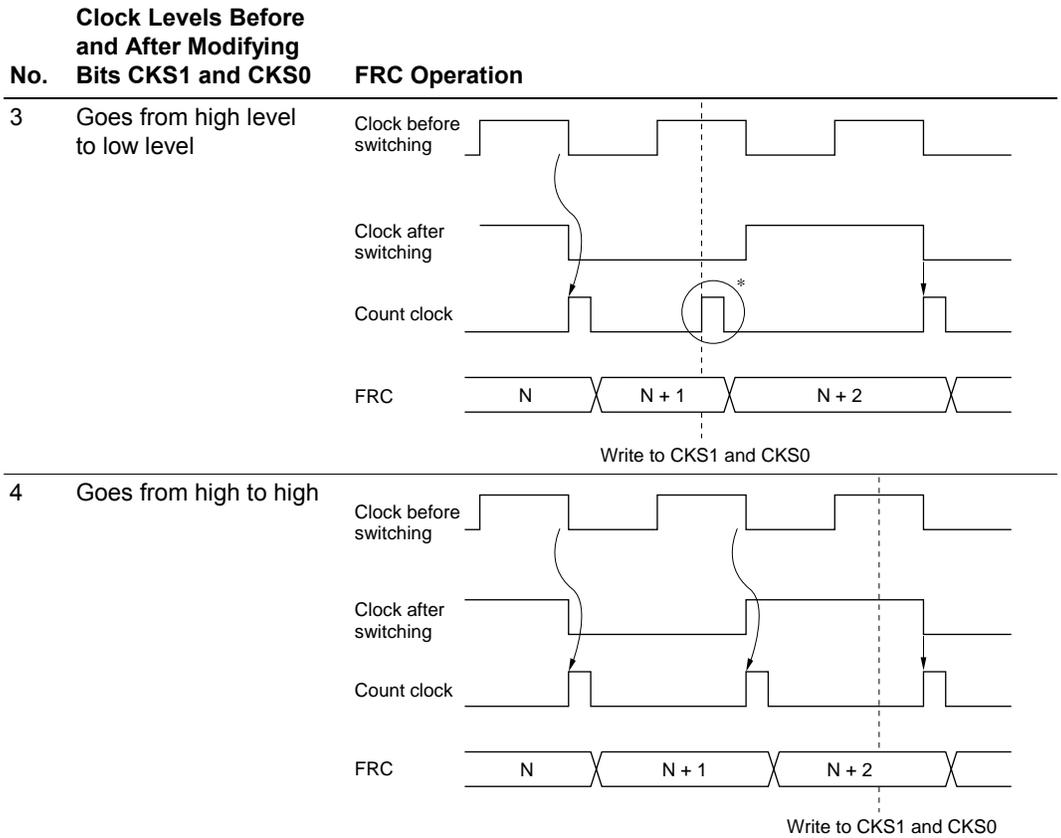 Clock Levels Before
and After Modifying
No. Bits CKS1 and CKS0 FRC Operation
3 Goes from high level
to low level
Clock before
switching
Clock after
switching
*
Count clock
FRC N N + 1 N + 2
Write to CKS1 and CKS0
4 Goes from high to high
Clock before
switching
Clock after
switching
Count clock
FRC N N + 1 N + 2
Write to CKS1 and CKS0